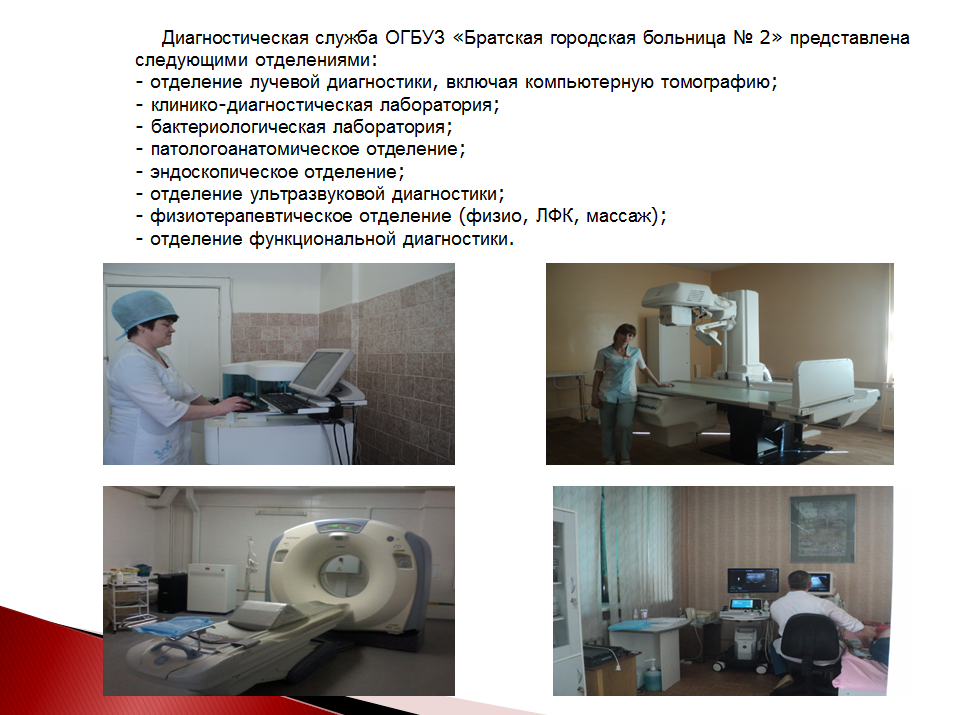 Диагностическая служба ОГБУЗ «Братская городская больница № 2» представлена
следующими отделениями:
- отделение лучевой диагностики, включая компьютерную томографию;
- клинико-диагностическая лаборатория;
- бактериологическая лаборатория;
- патологоанатомическое отделение;
- эндоскопическое отделение;
- отделение ультразвуковой диагностики;
- физиотерапевтическое отделение (физио, ЛФК, массаж);
- отделение функциональной диагностики.